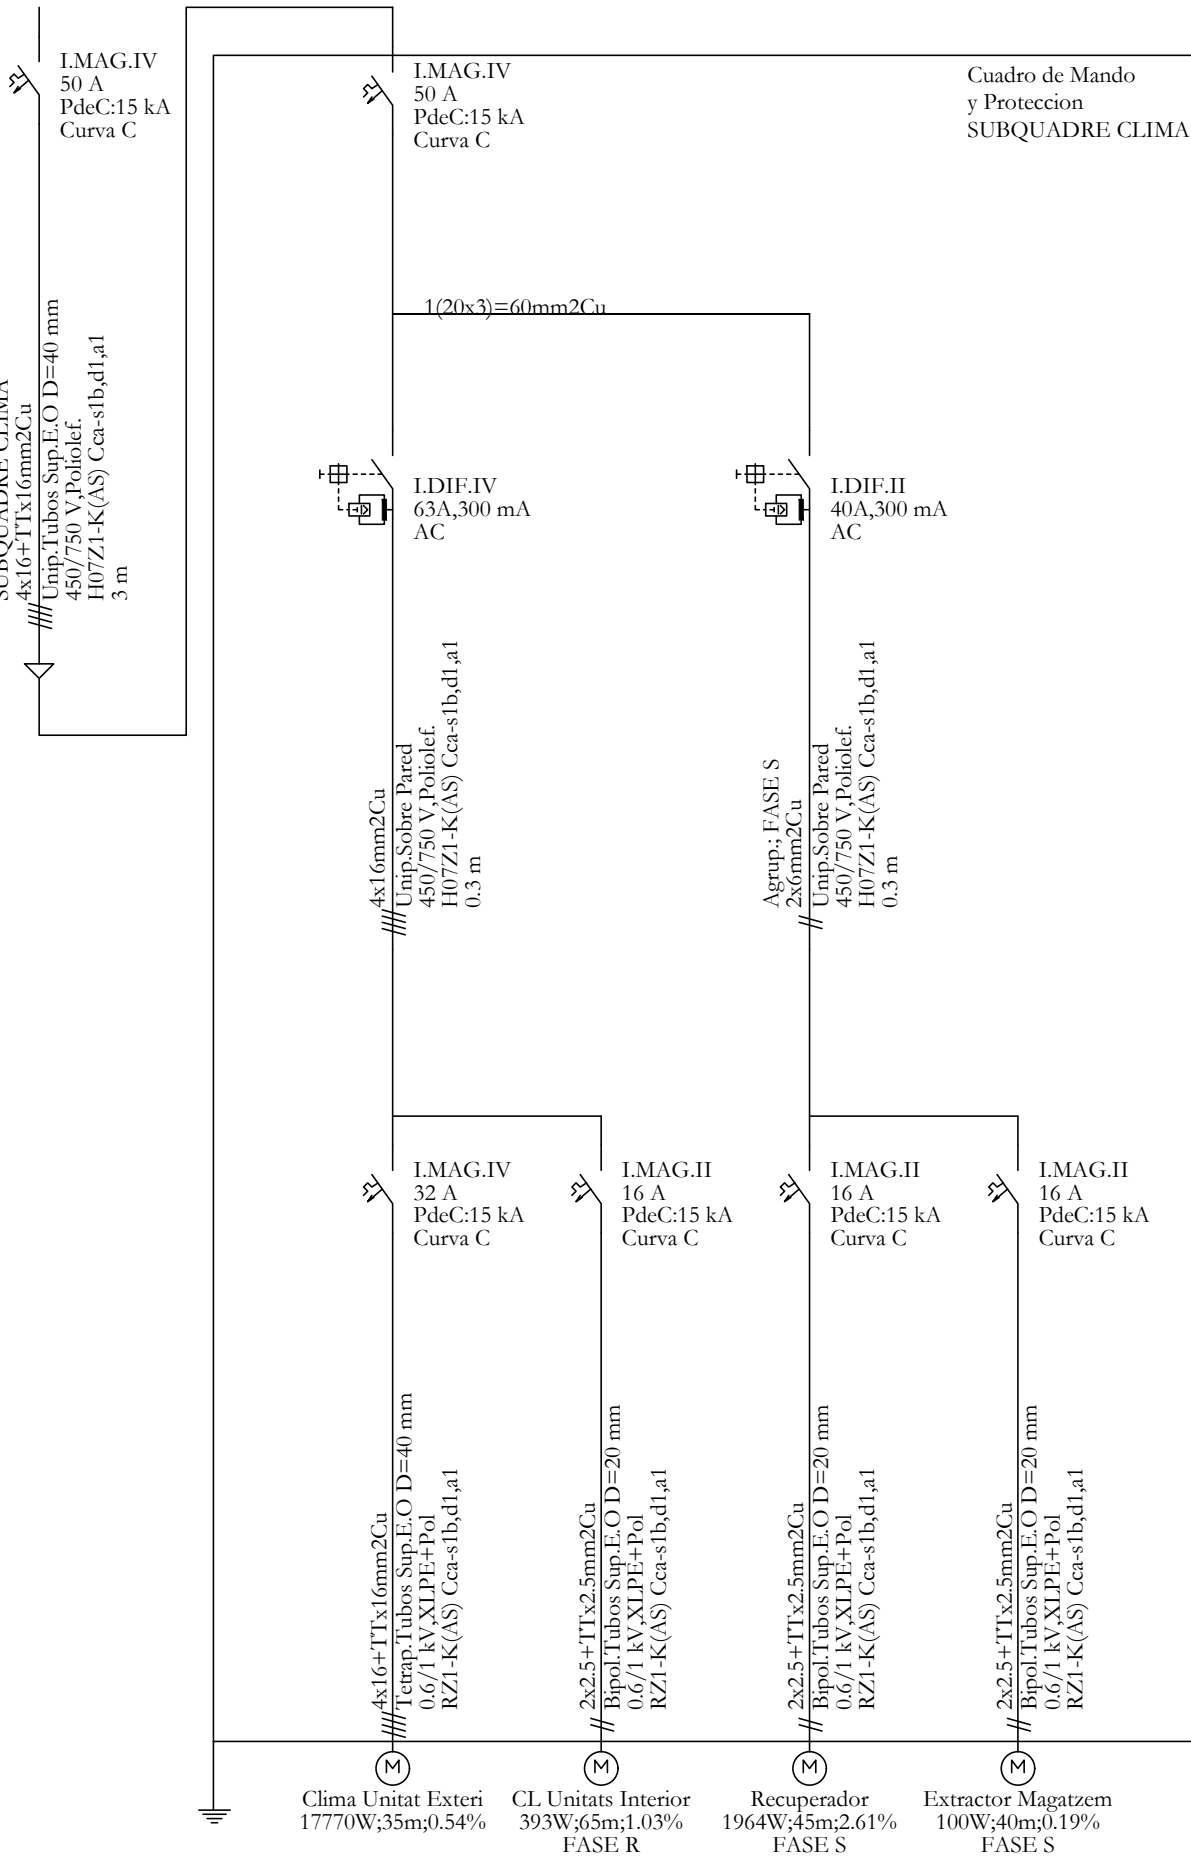 I.MAG.IV
50 A
PdeC:15 kA
Curva C
SUBQUADRE CLIMA
4x16+TTx16mm2Cu
Unip.Tubos Sup.E.O D=40 mm
450/750 V,Poliolef.
H07Z1-K(AS) Cca-s1b,d1,a1
3 m
I.MAG.IV
50 A
PdeC:15 kA
Curva C
Cuadro de Mando
y Proteccion
SUBQUADRE CLIMA
1(20x3)=60mm2Cu
I.DIF.IV
63A,300 mA
AC
I.DIF.II
40A,300 mA
AC
4x16mm2Cu
Unip.Sobre Pared
450/750 V,Poliolef.
H07Z1-K(AS) Cca-s1b,d1,a1
0.3 m
Agrup.; FASE S
2x6mm2Cu
Unip.Sobre Pared
450/750 V,Poliolef.
H07Z1-K(AS) Cca-s1b,d1,a1
0.3 m
I.MAG.IV
32 A
PdeC:15 kA
Curva C
I.MAG.II
16 A
PdeC:15 kA
Curva C
I.MAG.II
16 A
PdeC:15 kA
Curva C
I.MAG.II
16 A
PdeC:15 kA
Curva C
4x16+TTx16mm2Cu
Tetrap.Tubos Sup.E.O D=40 mm
0.6/1 kV,XLPE+Pol
RZ1-K(AS) Cca-s1b,d1,a1
2x2.5+TTx2.5mm2Cu
Bipol.Tubos Sup.E.O D=20 mm
0.6/1 kV,XLPE+Pol
RZ1-K(AS) Cca-s1b,d1,a1
2x2.5+TTx2.5mm2Cu
Bipol.Tubos Sup.E.O D=20 mm
0.6/1 kV,XLPE+Pol
RZ1-K(AS) Cca-s1b,d1,a1
2x2.5+TTx2.5mm2Cu
Bipol.Tubos Sup.E.O D=20 mm
0.6/1 kV,XLPE+Pol
RZ1-K(AS) Cca-s1b,d1,a1
M
Clima Unitat Exteri
17770W;35m;0.54%
M
CL Unitats Interior
393W;65m;1.03%
FASE R
M
Recuperador
1964W;45m;2.61%
FASE S
M
Extractor Magatzem
100W;40m;0.19%
FASE S